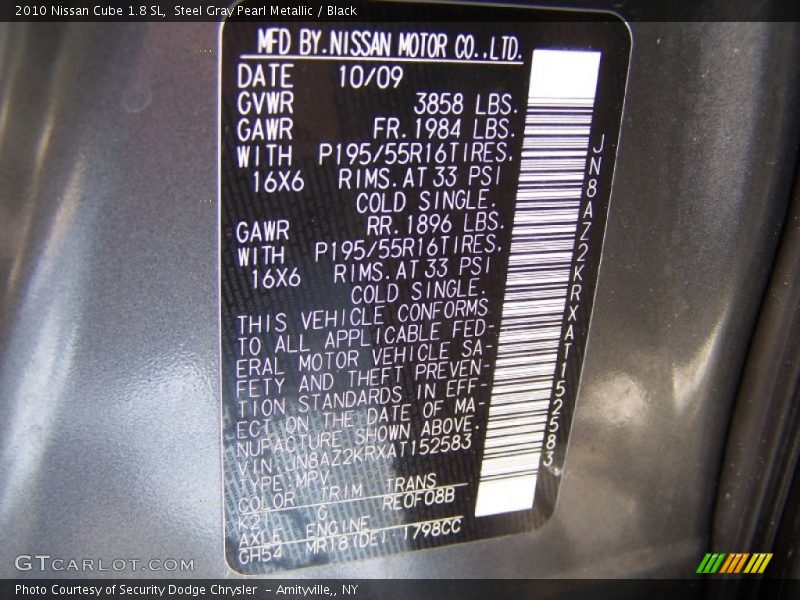 2010 Nissan Cube 1.8 SL,  Steel Gray Pearl Metallic / Black
MFD BY.NISSAN MOTOR CO.,LTD.
DATE 10/09
GVWR 3858 LBS.
GAWR FR.1984 LBS.
WITH P195/55R16TIRES.
16X6 RIMS.AT 33 PSI
COLD SINGLE.
GAWR RR.1896 LBS.
WITH P195/55R16TIRES.
16X6 RIMS.AT 33 PSI
COLD SINGLE.
THIS VEHICLE CONFORMS
TO ALL APPLICABLE FED-
ERAL MOTOR VEHICLE SA-
FETY AND THEFT PREVEN-
TION STANDARDS IN EFF-
ECT ON THE DATE OF MA-
NUFACTURE SHOWN ABOVE.
VIN.JN8AZ2KRXAT152583
TYPE.MPV
COLOR TRIM TRANS
K21 G RE0F08B
AXLE ENGINE
GH54 MR18(DE).1798CC
JN8AZ2KRXAT152583
GTCARLOT.COM
Photo Courtesy of Security Dodge Chrysler  - Amityville,, NY